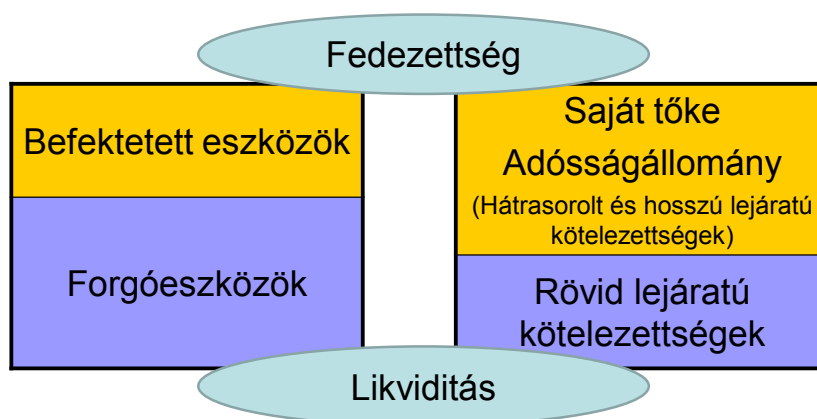 Fedezettség
Befektetett eszközök
Forgóeszközök
Saját tőke
Adósságállomány
(Hátrasorolt és hosszú lejáratú
kötelezettségek)
Rövid lejáratú
kötelezettségek
Likviditás